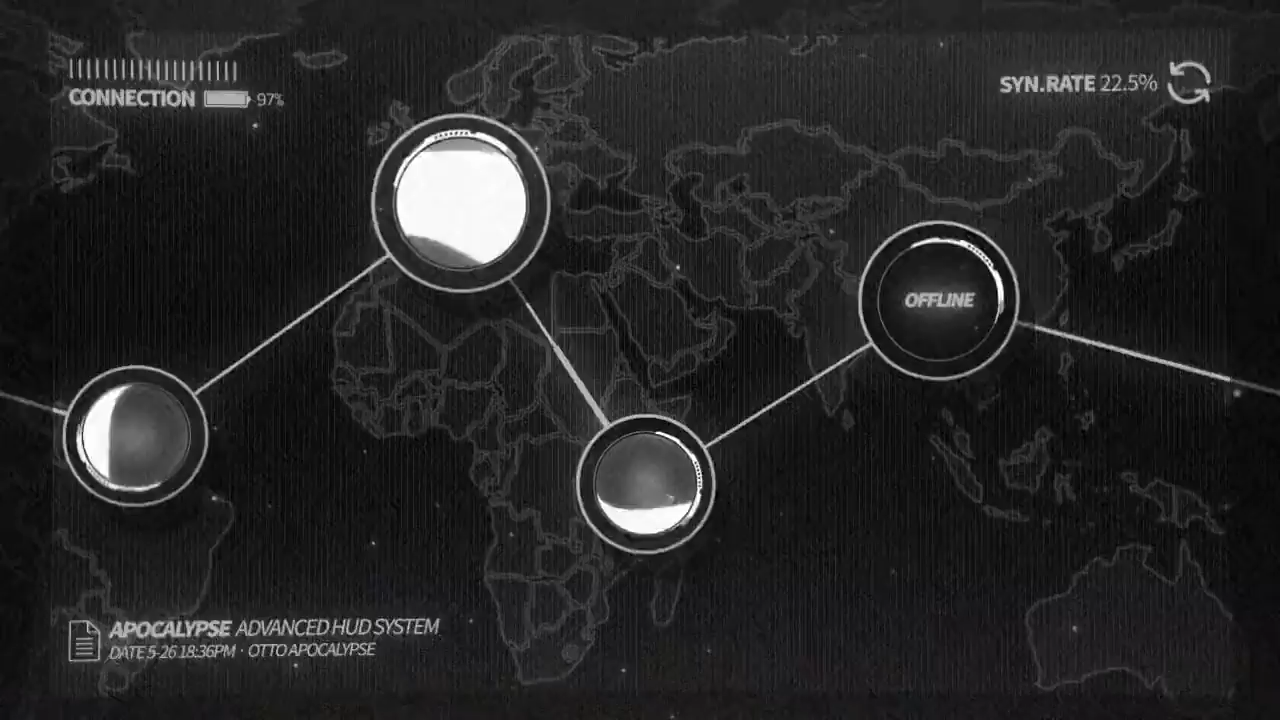 CONNECTION 97%
SYN.RATE 22.5%
OFFLINE
APOCALYPSE ADVANCED HUD SYSTEM
DATE 5-26 18:36PM · OTTO APOCALYPSE